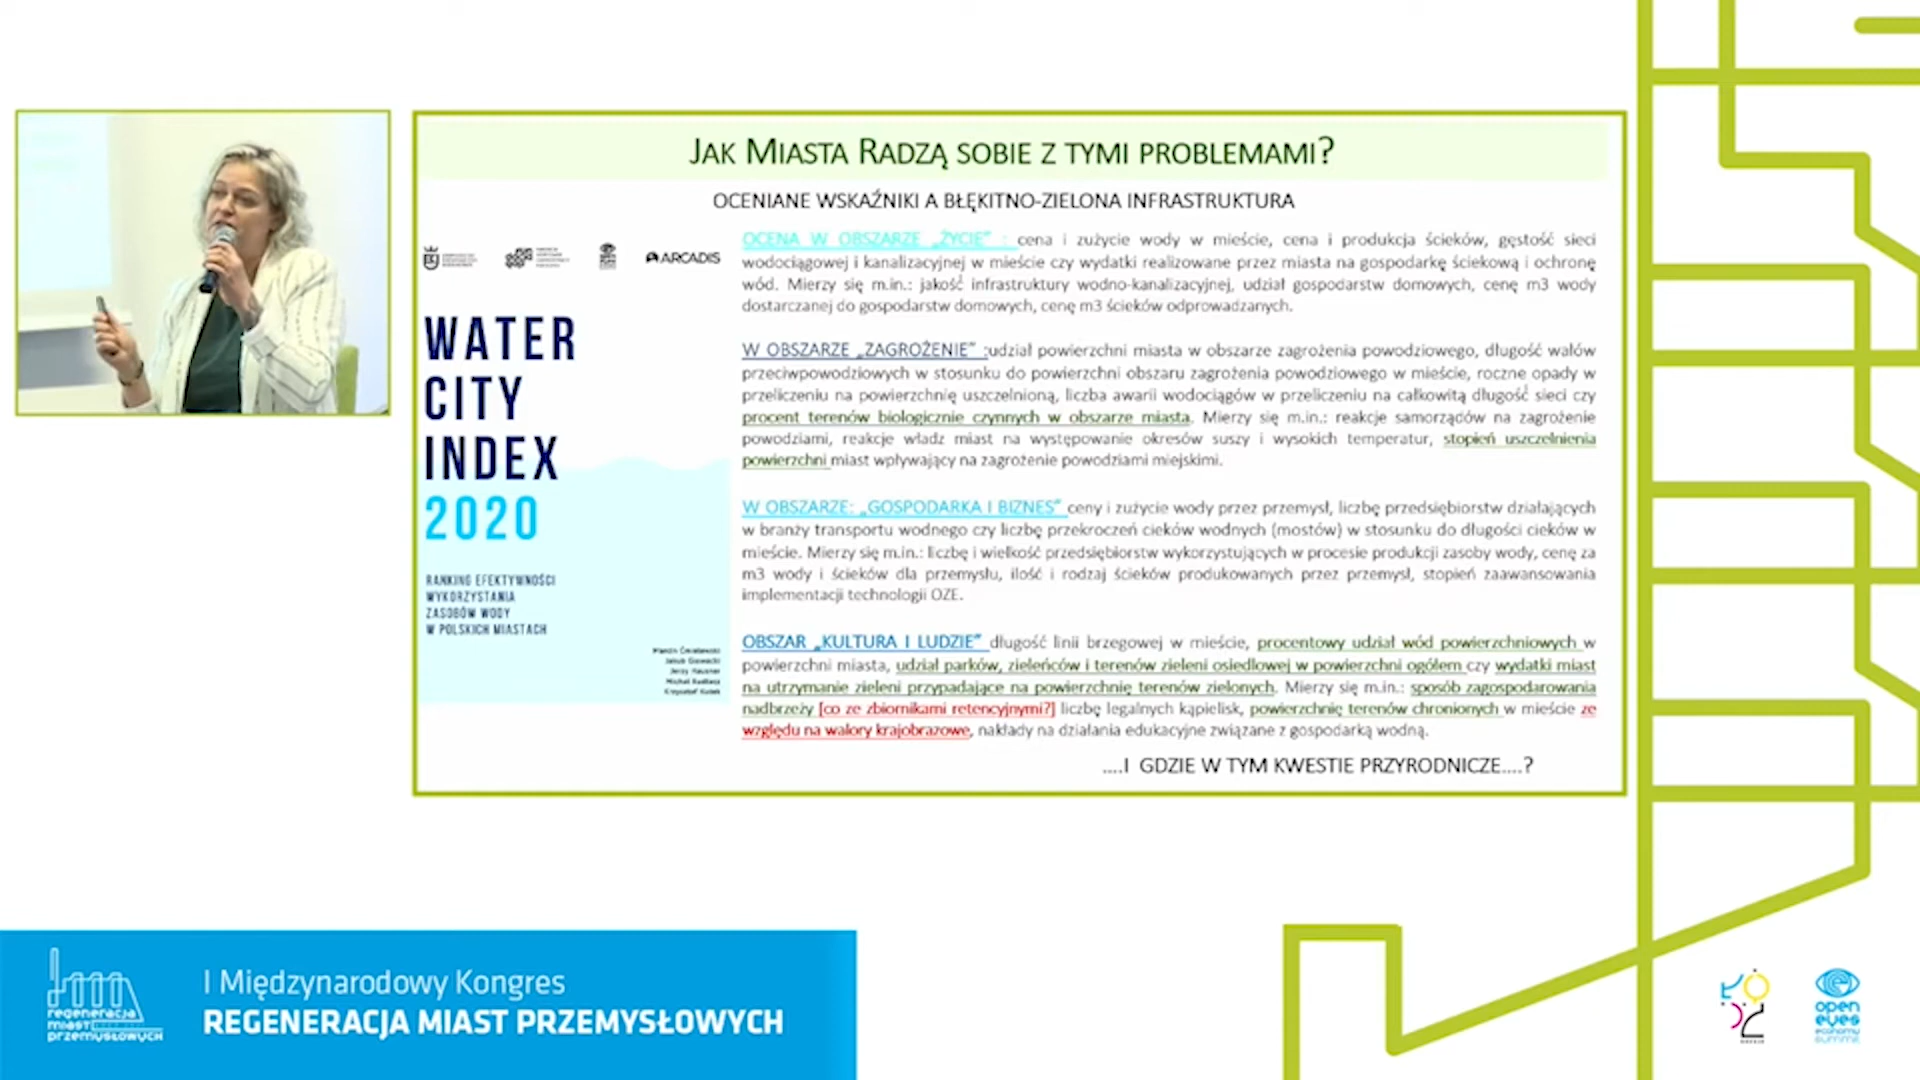 JAK MIASTA RADZĄ SOBIE Z TYMI PROBLEMAMI?
OCENIANE WSKAŹNIKI A BŁĘKITNO-ZIELONA INFRASTRUKTURA
ARCADIS
WATER
CITY
INDEX
2020
RANKING EFEKTYWNOŚCI
WYKORZYSTANIA
ZASOBÓW WODY
W POLSKICH MIASTACH
Jerzy Hausner
OCENA W OBSZARZE „ŻYCIE” : cena i zużycie wody w mieście, cena i produkcja ścieków, gęstość sieci
wodociągowej i kanalizacyjnej w mieście czy wydatki realizowane przez miasta na gospodarkę ściekową i ochronę
wód. Mierzy się m.in.: jakość infrastruktury wodno-kanalizacyjnej, udział gospodarstw domowych, cenę m3 wody
dostarczanej do gospodarstw domowych, cenę m3 ścieków odprowadzanych.
W OBSZARZE „ZAGROŻENIE” :udział powierzchni miasta w obszarze zagrożenia powodziowego, długość wałów
przeciwpowodziowych w stosunku do powierzchni obszaru zagrożenia powodziowego w mieście, roczne opady w
przeliczeniu na powierzchnię uszczelnioną, liczba awarii wodociągów w przeliczeniu na całkowitą długość sieci czy
procent terenów biologicznie czynnych w obszarze miasta. Mierzy się m.in.: reakcje samorządów na zagrożenie
powodziami, reakcje władz miast na występowanie okresów suszy i wysokich temperatur, stopień uszczelnienia
powierzchni miast wpływający na zagrożenie powodziami miejskimi.
W OBSZARZE: „GOSPODARKA I BIZNES” ceny i zużycie wody przez przemysł, liczbę przedsiębiorstw działających
w branży transportu wodnego czy liczbę przekroczeń cieków wodnych (mostów) w stosunku do długości cieków w
mieście. Mierzy się m.in.: liczbę i wielkość przedsiębiorstw wykorzystujących w procesie produkcji zasoby wody, cenę za
m3 wody i ścieków dla przemysłu, ilość i rodzaj ścieków produkowanych przez przemysł, stopień zaawansowania
implementacji technologii OZE.
OBSZAR „KULTURA I LUDZIE” długość linii brzegowej w mieście, procentowy udział wód powierzchniowych w
powierzchni miasta, udział parków, zieleńców i terenów zieleni osiedlowej w powierzchni ogółem czy wydatki miast
na utrzymanie zieleni przypadające na powierzchnię terenów zielonych. Mierzy się m.in.: sposób zagospodarowania
nadbrzeży [co ze zbiornikami retencyjnymi?] liczbę legalnych kąpielisk, powierzchnię terenów chronionych w mieście ze
względu na walory krajobrazowe, nakłady na działania edukacyjne związane z gospodarką wodną.
....I GDZIE W TYM KWESTIE PRZYRODNICZE....?
regeneracja
miast
przemysłowych
I Międzynarodowy Kongres
REGENERACJA MIAST PRZEMYSŁOWYCH
open
eyes
economy
summit